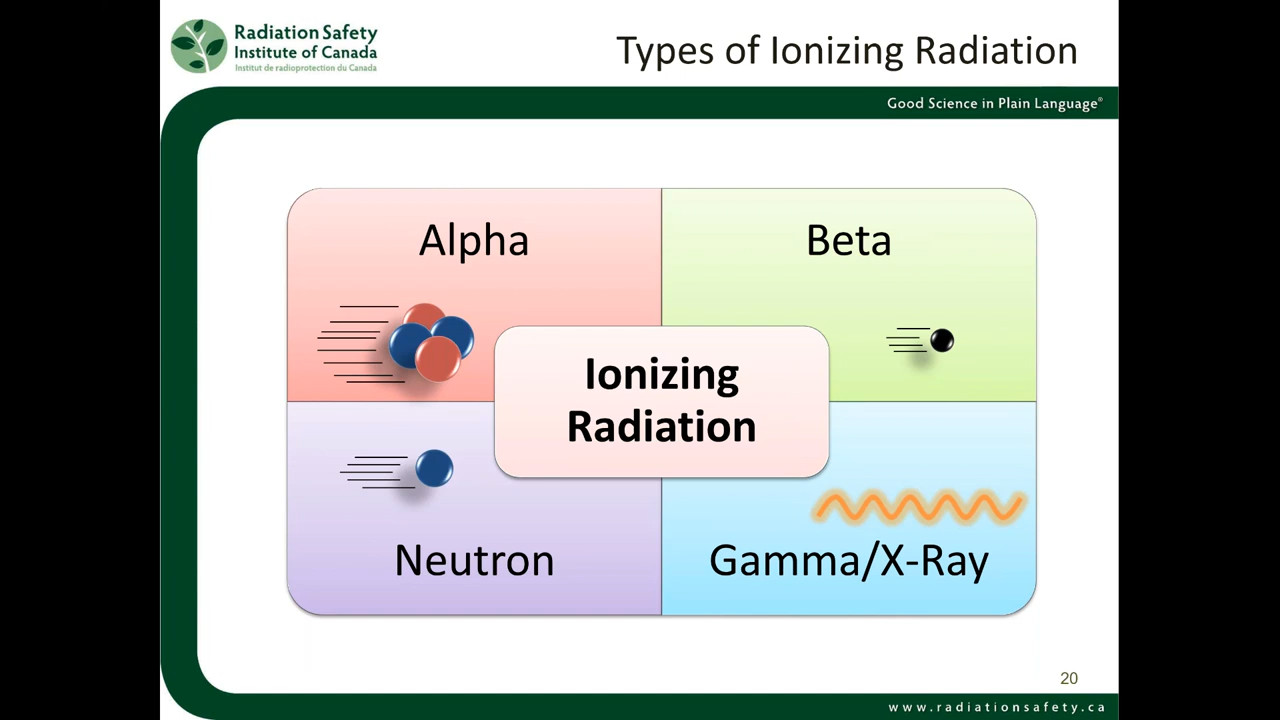 Radiation Safety
Institute of Canada
Institut de radioprotection du Canada
Types of Ionizing Radiation
Good Science in Plain Language®
Alpha
Beta
Ionizing
Radiation
Neutron
Gamma/X-Ray
20
www.radiationsafety.ca